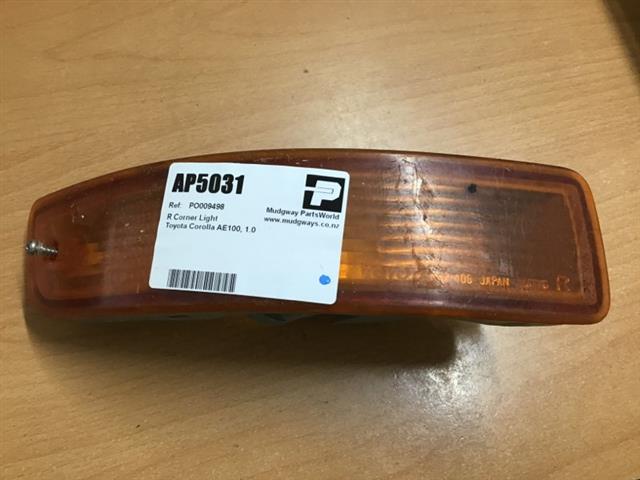 AP5031
Ref: PO009498
R Corner Light
Toyota Corolla AE100, 1.0
P
Mudgway PartsWorld
www.mudgways.co.nz
JAPAN
R